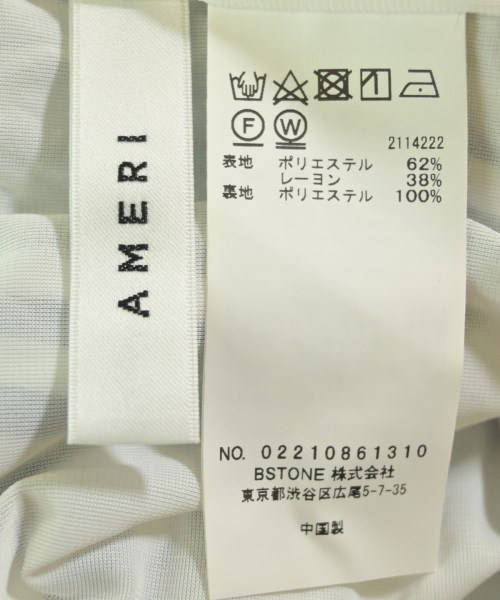 AMERI
F W
2114222
表地 ポリエステル 62%
レーヨン 38%
裏地 ポリエステル 100%
NO. 02210861310
BSTONE 株式会社
東京都渋谷区広尾5-7-35
中国製